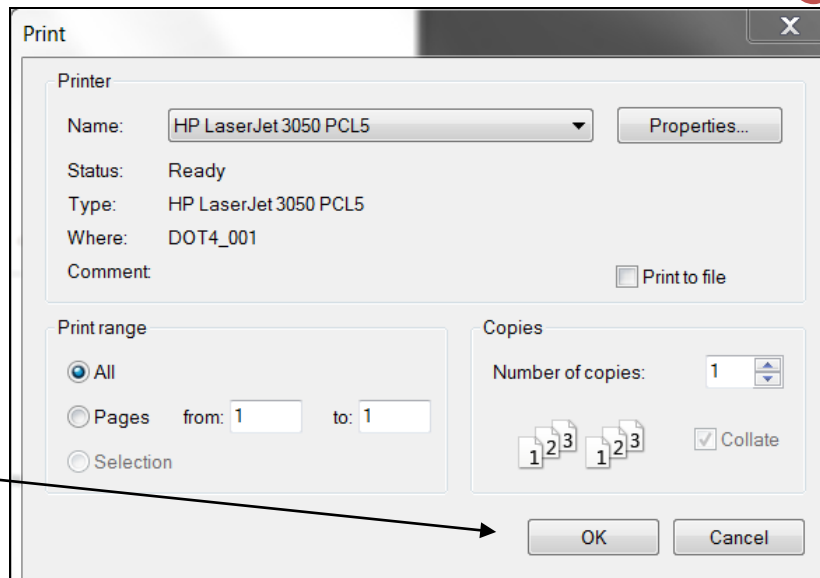 Print
X
Printer
Name: HP LaserJet 3050 PCL5 Properties...
Status: Ready
Type: HP LaserJet 3050 PCL5
Where: DOT4_001
Comment:
Print to file
Print range
All
Pages from: 1 to: 1
Selection
Copies
Number of copies: 1
1 2 3 1 2 3 Collate
OK Cancel